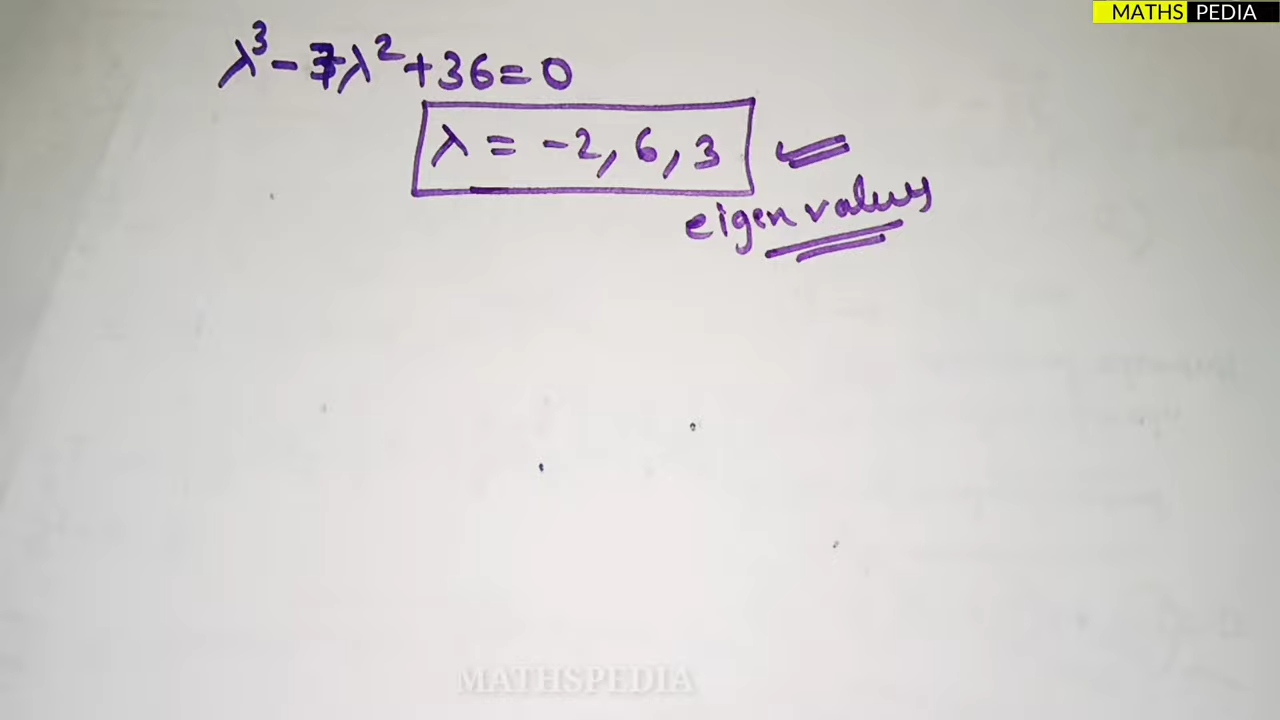 MATHS PEDIA
λ³ - 7λ² + 36 = 0
λ = -2, 6, 3
eigen values
MATHSPEDIA